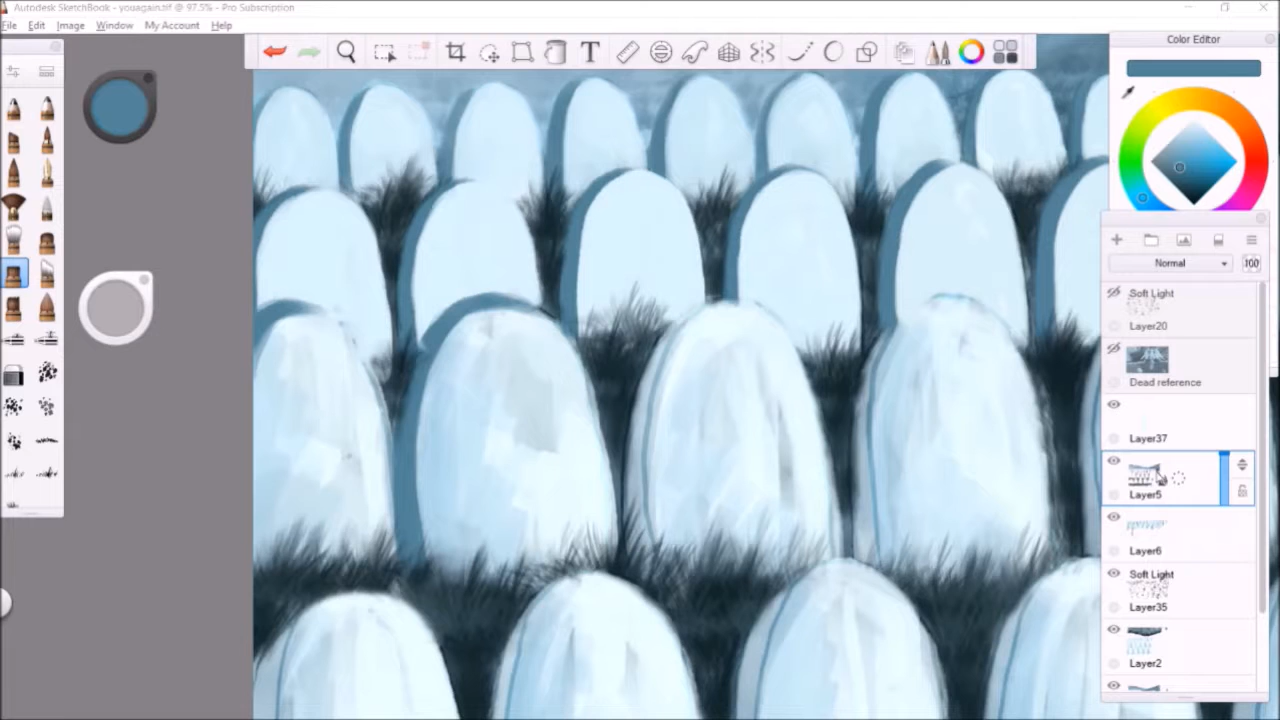 Autodesk SketchBook - youagain.tif @ 97.5% - Pro Subscription
File Edit Image Window My Account Help
T
Color Editor
Normal 100
Soft Light
Layer20
Dead reference
Layer37
Layer5
Layer6
Soft Light
Layer35
Layer2